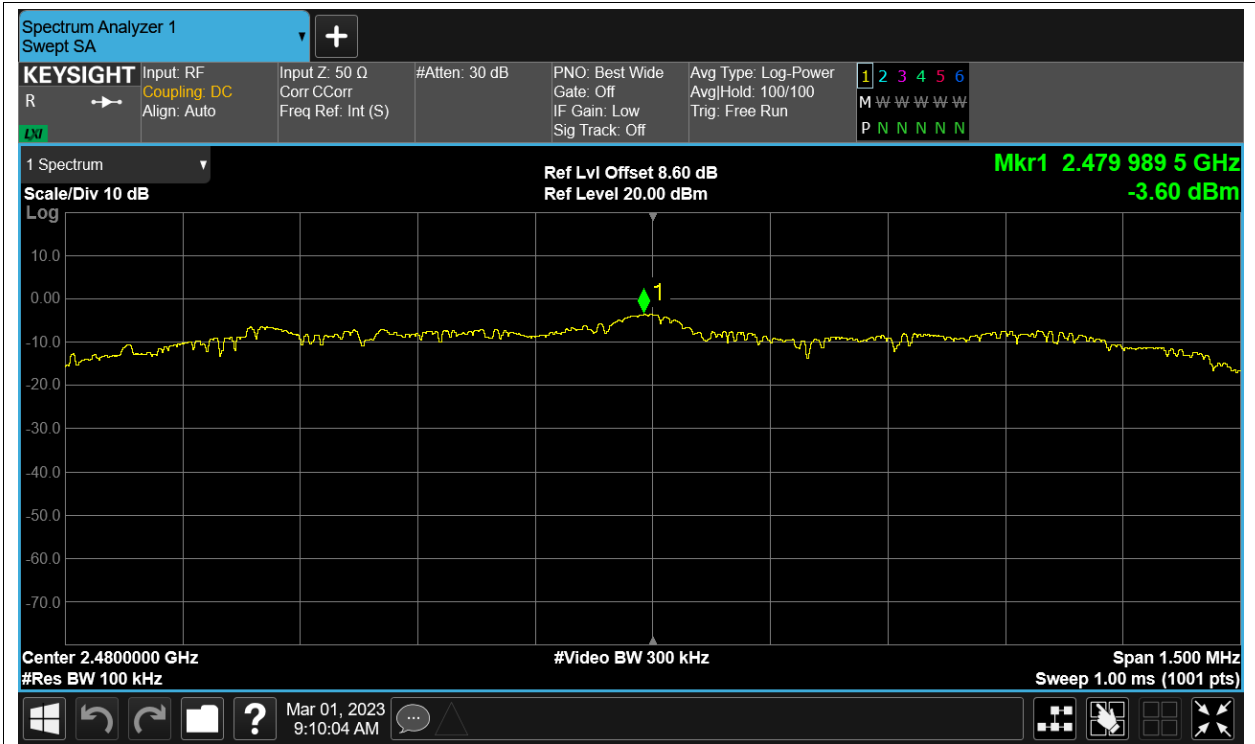 Spectrum Analyzer 1
Swept SA
KEYSIGHT
R
LXI
Input: RF
Coupling: DC
Align: Auto
Input Z: 50 Ω
Corr CCorr
Freq Ref: Int (S)
#Atten: 30 dB
PNO: Best Wide
Gate: Off
IF Gain: Low
Sig Track: Off
Avg Type: Log-Power
Avg|Hold: 100/100
Trig: Free Run
1 2 3 4 5 6
M W W W W W
P N N N N N
1 Spectrum
Scale/Div 10 dB
Log
Ref Lvl Offset 8.60 dB
Ref Level 20.00 dBm
Mkr1 2.479 989 5 GHz
-3.60 dBm
10.0
0.00
-10.0
-20.0
-30.0
-40.0
-50.0
-60.0
-70.0
1
Center 2.4800000 GHz
#Res BW 100 kHz
#Video BW 300 kHz
Span 1.500 MHz
Sweep 1.00 ms (1001 pts)
?
Mar 01, 2023
9:10:04 AM